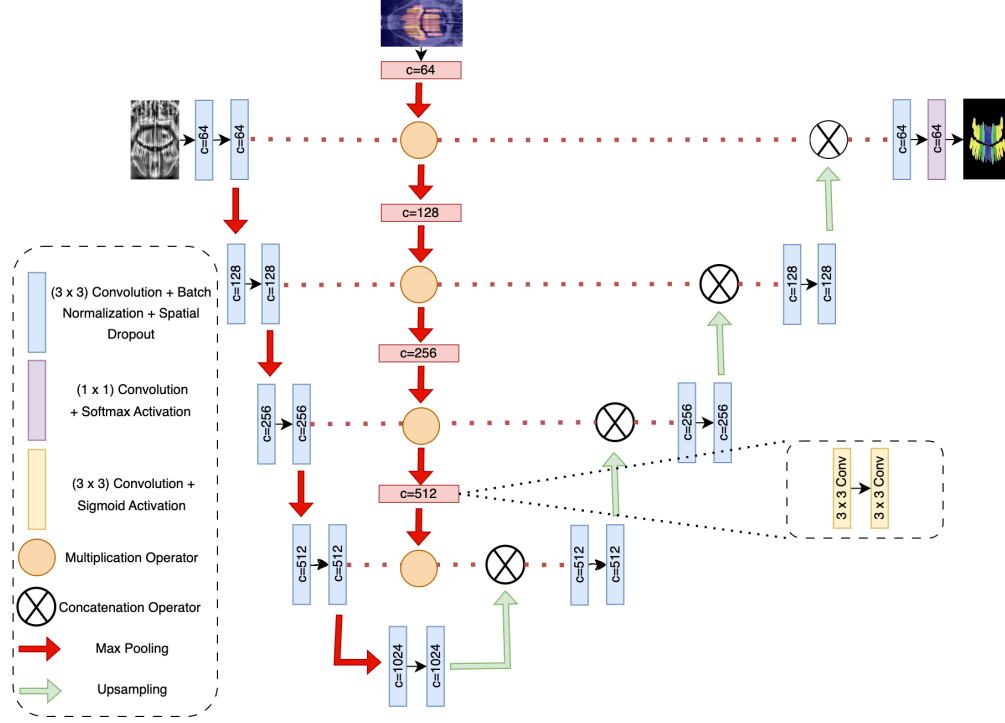 c=64
c=64
c=64
c=64
c=64
c=128
c=128
c=128
c=128
c=128
c=256
c=256
c=256
c=256
c=256
c=512
3 x 3 Conv
3 x 3 Conv
c=512
c=512
c=512
c=512
c=1024
c=1024
(3 x 3) Convolution + Batch
Normalization + Spatial
Dropout
(1 x 1) Convolution
+ Softmax Activation
(3 x 3) Convolution +
Sigmoid Activation
Multiplication Operator
Concatenation Operator
Max Pooling
Upsampling